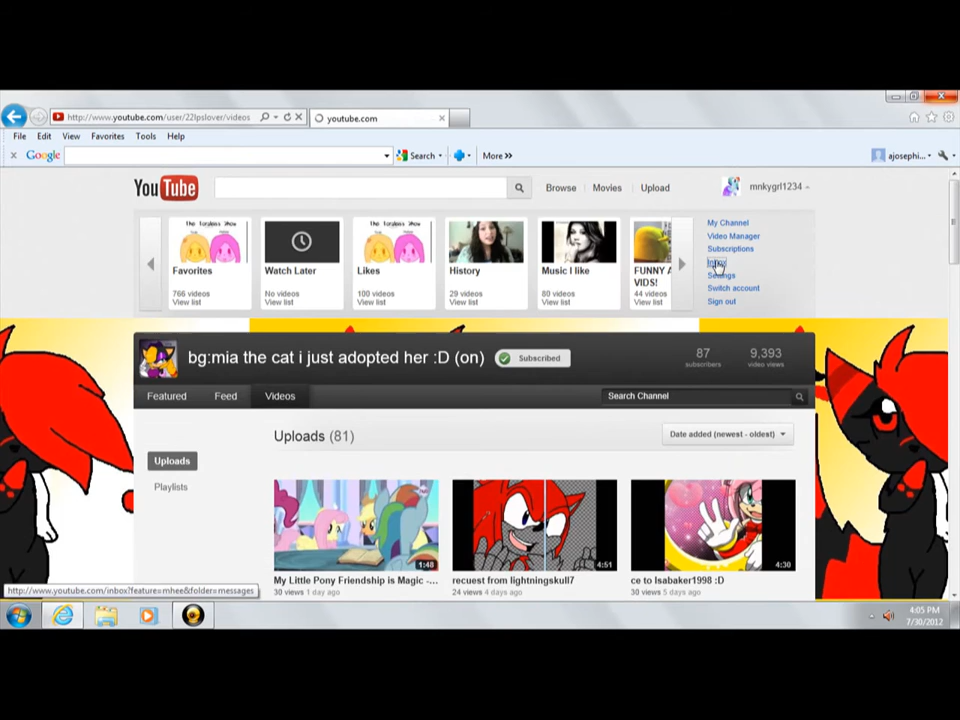 http://www.youtube.com/user/22lpslover/videos
youtube.com
File Edit View Favorites Tools Help
x Google Search More »
ajosephi...
YouTube
Browse Movies Upload
mnkygrl1234
My Channel
Video Manager
Subscriptions
Inbox
Settings
Switch account
Sign out
Favorites
766 videos
View list
Watch Later
No videos
View list
Likes
100 videos
View list
History
29 videos
View list
Music I like
80 videos
View list
FUNNY A
VIDS!
44 videos
View list
bg:mia the cat i just adopted her :D (on)
Subscribed
87
subscribers
9,393
video views
Featured Feed Videos
Search Channel
Uploads (81)
Date added (newest - oldest)
Uploads
Playlists
1:48
My Little Pony Friendship is Magic -...
30 views 1 day ago
4:51
recuest from lightningskull7
24 views 4 days ago
4:30
ce to lsabaker1998 :D
30 views 5 days ago
http://www.youtube.com/inbox?feature=mhee&folder=messages
4:05 PM
7/30/2012